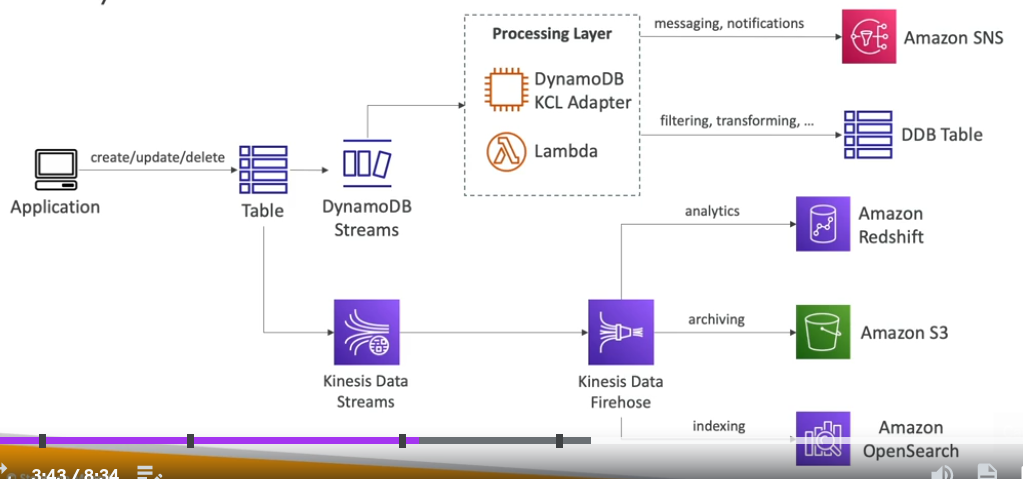 Processing Layer
messaging, notifications
Amazon SNS
DynamoDB
KCL Adapter
Lambda
filtering, transforming, ...
DDB Table
create/update/delete
Application
Table
DynamoDB
Streams
analytics
Amazon
Redshift
archiving
Amazon S3
Kinesis Data
Streams
Kinesis Data
Firehose
indexing
Amazon
OpenSearch
3:43 / 8:34